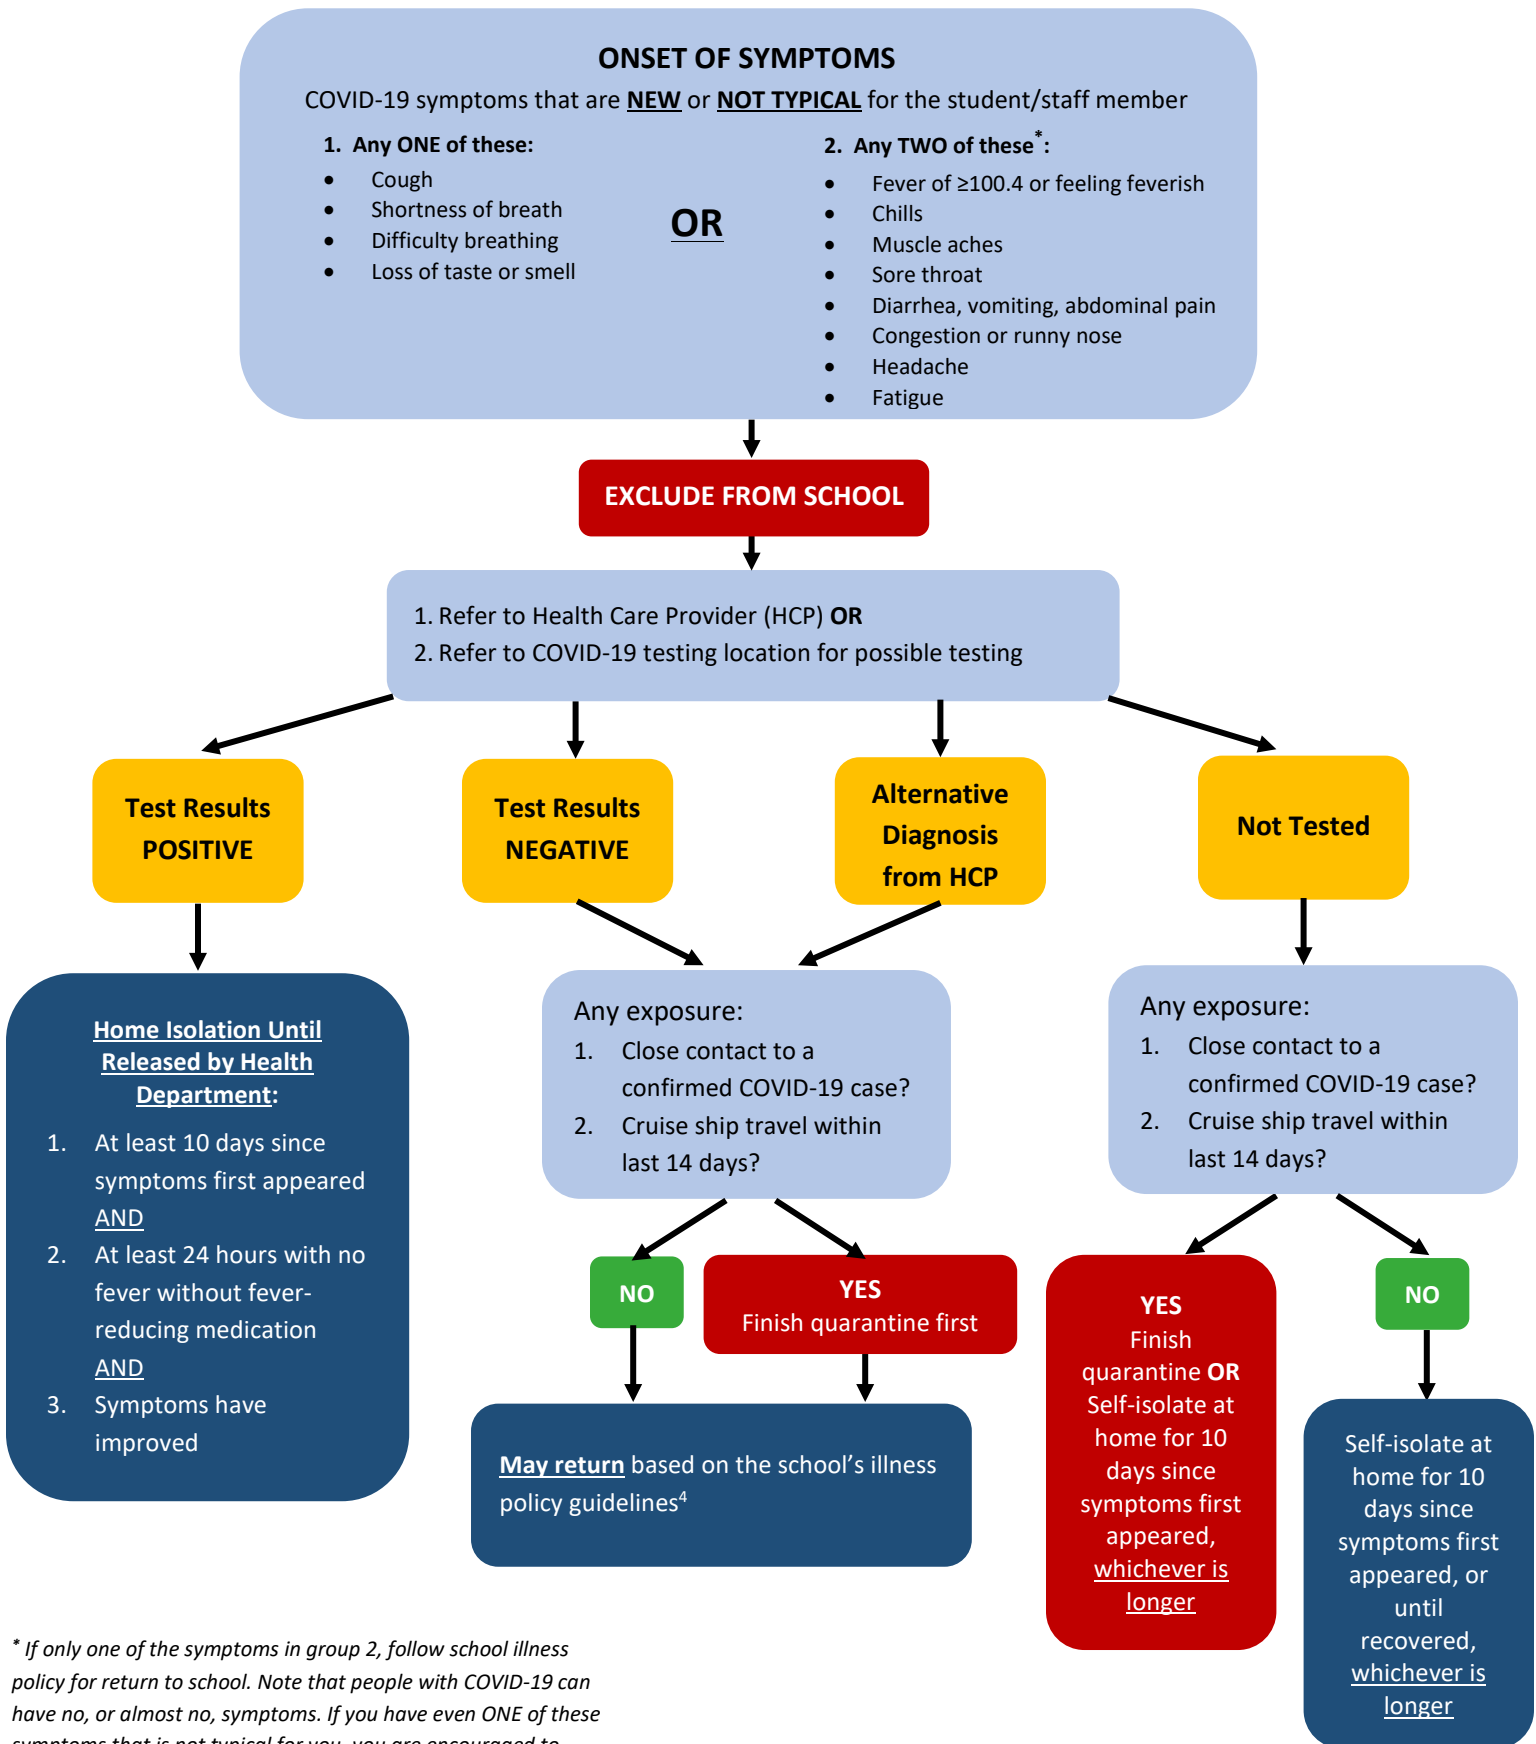 ONSET OF SYMPTOMS
COVID-19 symptoms that are NEW or NOT TYPICAL for the student/staff member
1. Any ONE of these:
• Cough
• Shortness of breath
• Difficulty breathing
• Loss of taste or smell
OR
2. Any TWO of these*:
• Fever of ≥100.4 or feeling feverish
• Chills
• Muscle aches
• Sore throat
• Diarrhea, vomiting, abdominal pain
• Congestion or runny nose
• Headache
• Fatigue
EXCLUDE FROM SCHOOL
1. Refer to Health Care Provider (HCP) OR
2. Refer to COVID-19 testing location for possible testing
Test Results
POSITIVE
Test Results
NEGATIVE
Alternative
Diagnosis
from HCP
Not Tested
Home Isolation Until
Released by Health
Department:
1. At least 10 days since
symptoms first appeared
AND
2. At least 24 hours with no
fever without fever-
reducing medication
AND
3. Symptoms have
improved
Any exposure:
1. Close contact to a
confirmed COVID-19 case?
2. Cruise ship travel within
last 14 days?
NO
YES
Finish quarantine first
May return based on the school's illness
policy guidelines4
Any exposure:
1. Close contact to a
confirmed COVID-19 case?
2. Cruise ship travel within
last 14 days?
YES
Finish
quarantine OR
Self-isolate at
home for 10
days since
symptoms first
appeared,
whichever is
longer
NO
Self-isolate at
home for 10
days since
symptoms first
appeared, or
until
recovered,
whichever is
longer
* If only one of the symptoms in group 2, follow school illness
policy for return to school. Note that people with COVID-19 can
have no, or almost no, symptoms. If you have even ONE of these
symptoms that is not typical for you, you are encouraged to